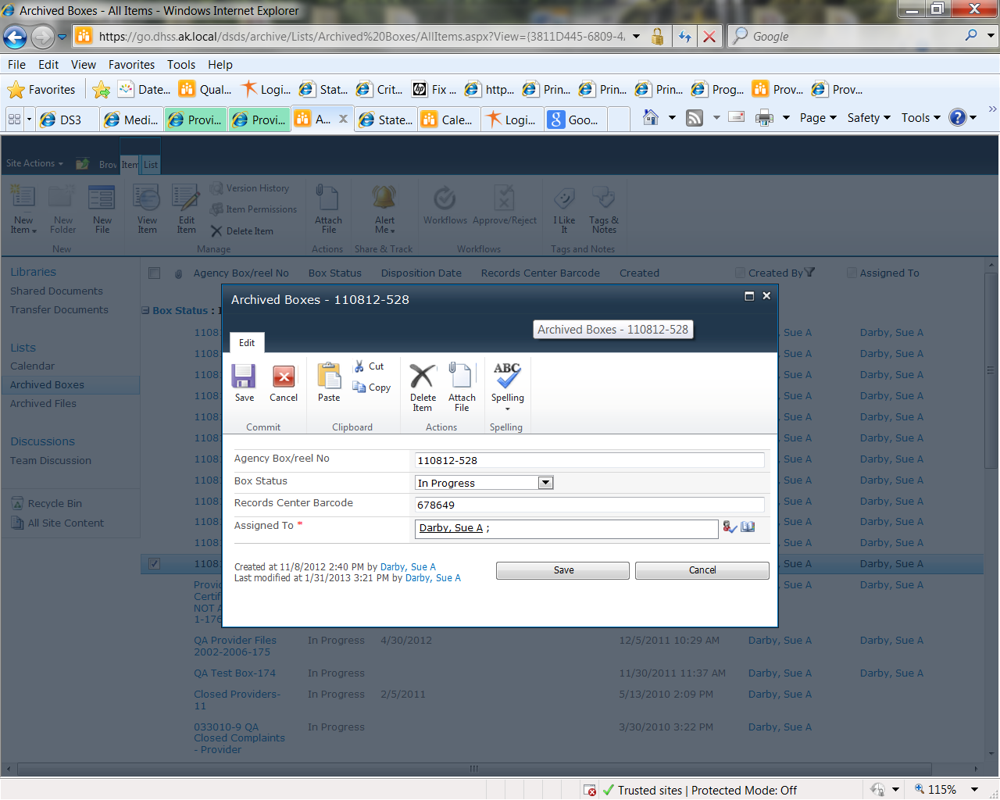 Archived Boxes - All Items - Windows Internet Explorer
https://go.dhss.ak.local/dsds/archive/Lists/Archived%20Boxes/AllItems.aspx?View={3811D445-6809-4
Google
File Edit View Favorites Tools Help
Favorites Date... Qual... Logi... Stat... Crit... Fix ... http... Prin... Prin... Prin... Prog... Prov... Prov...
DS3 Medi... Provi... Provi... A... State... Cale... Logi... Goo... Page Safety Tools
Site Actions Brow Item List
New Item New Folder New File View Item Edit Item Version History Item Permissions Delete Item Attach File Alert Me Workflows Approve/Reject I Like It Tags & Notes
New Manage Actions Share & Track Workflows Tags and Notes
Libraries
Shared Documents
Transfer Documents
Lists
Calendar
Archived Boxes
Archived Files
Discussions
Team Discussion
Recycle Bin
All Site Content
Agency Box/reel No Box Status Disposition Date Records Center Barcode Created Created By Assigned To
Box Status :
Archived Boxes - 110812-528
Archived Boxes - 110812-528
Edit
Save Cancel Paste Cut Copy Delete Item Attach File ABC Spelling
Commit Clipboard Actions Spelling
Agency Box/reel No 110812-528
Box Status In Progress
Records Center Barcode 678649
Assigned To * Darby, Sue A ;
Created at 11/8/2012 2:40 PM by Darby, Sue A
Last modified at 1/31/2013 3:21 PM by Darby, Sue A
Save Cancel
1108 , Sue A Darby, Sue A
1108 , Sue A Darby, Sue A
1108 , Sue A Darby, Sue A
1108 , Sue A Darby, Sue A
1108 , Sue A Darby, Sue A
1108 , Sue A Darby, Sue A
1108 , Sue A Darby, Sue A
1108 , Sue A Darby, Sue A
1108 , Sue A Darby, Sue A
1108 , Sue A Darby, Sue A
1108 , Sue A Darby, Sue A
Provi , Sue A Darby, Sue A
Certif
NOT A
1-176
QA Provider Files In Progress 4/30/2012 12/5/2011 10:29 AM Darby, Sue A Darby, Sue A
2002-2006-175
QA Test Box-174 In Progress 11/30/2011 11:37 AM Darby, Sue A Darby, Sue A
Closed Providers- In Progress 2/5/2011 5/13/2010 2:09 PM Darby, Sue A
11
033010-9 QA In Progress 3/30/2010 3:22 PM Darby, Sue A
Closed Complaints
- Provider
Trusted sites | Protected Mode: Off 115%